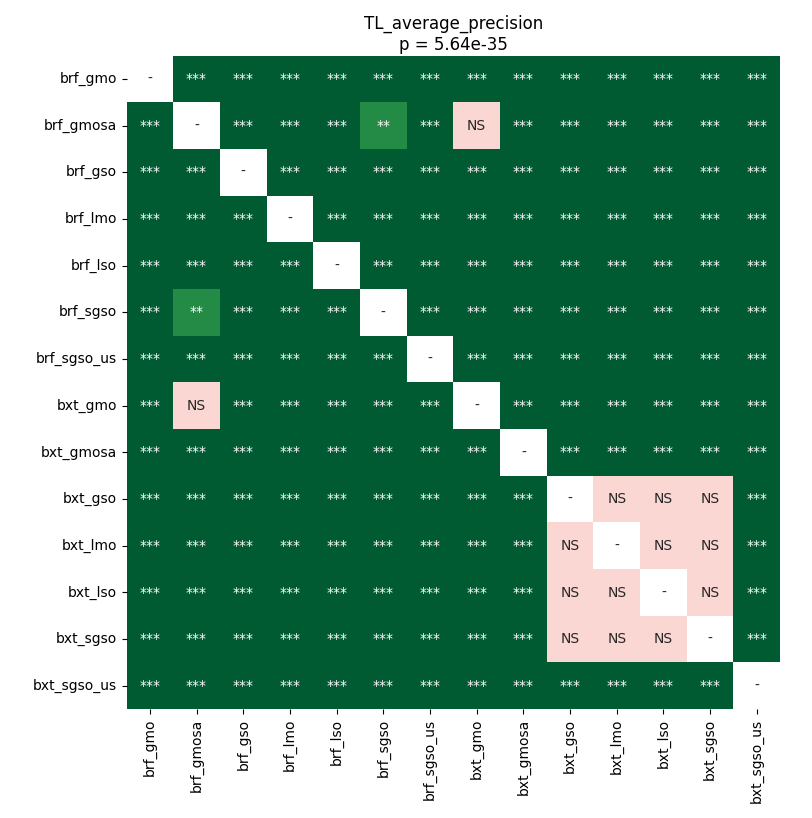 TL_average_precision
p = 5.64e-35
brf_gmo - *** *** *** *** *** *** *** *** *** *** *** *** ***
brf_gmosa *** - *** *** *** ** *** NS *** *** *** *** *** ***
brf_gso *** *** - *** *** *** *** *** *** *** *** *** *** ***
brf_lmo *** *** *** - *** *** *** *** *** *** *** *** *** ***
brf_lso *** *** *** *** - *** *** *** *** *** *** *** *** ***
brf_sgso *** ** *** *** *** - *** *** *** *** *** *** *** ***
brf_sgso_us *** *** *** *** *** *** - *** *** *** *** *** *** ***
bxt_gmo *** NS *** *** *** *** *** - *** *** *** *** *** ***
bxt_gmosa *** *** *** *** *** *** *** *** - *** *** *** *** ***
bxt_gso *** *** *** *** *** *** *** *** *** - NS NS NS ***
bxt_lmo *** *** *** *** *** *** *** *** *** NS - NS NS ***
bxt_lso *** *** *** *** *** *** *** *** *** NS NS - NS ***
bxt_sgso *** *** *** *** *** *** *** *** *** NS NS NS - ***
bxt_sgso_us *** *** *** *** *** *** *** *** *** *** *** *** *** -
brf_gmo brf_gmosa brf_gso brf_lmo brf_lso brf_sgso brf_sgso_us bxt_gmo bxt_gmosa bxt_gso bxt_lmo bxt_lso bxt_sgso bxt_sgso_us